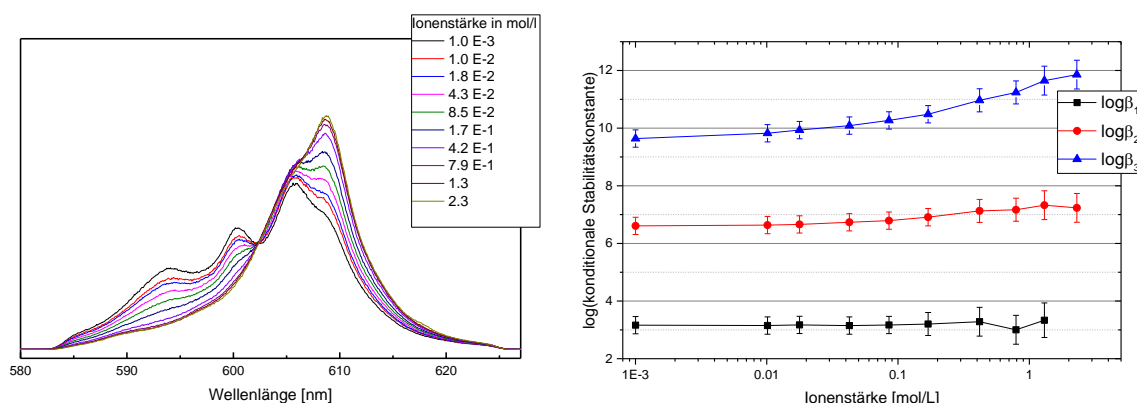 Ionenstärke in mol/l
1.0 E-3
1.0 E-2
1.8 E-2
4.3 E-2
8.5 E-2
1.7 E-1
4.2 E-1
7.9 E-1
1.3
2.3
580 590 600 610 620
Wellenlänge [nm]
log(konditionale Stabilitätskonstante)
12
10
8
6
4
2
logβ1
logβ2
logβ3
1E-3 0.01 0.1 1
Ionenstärke [mol/L]